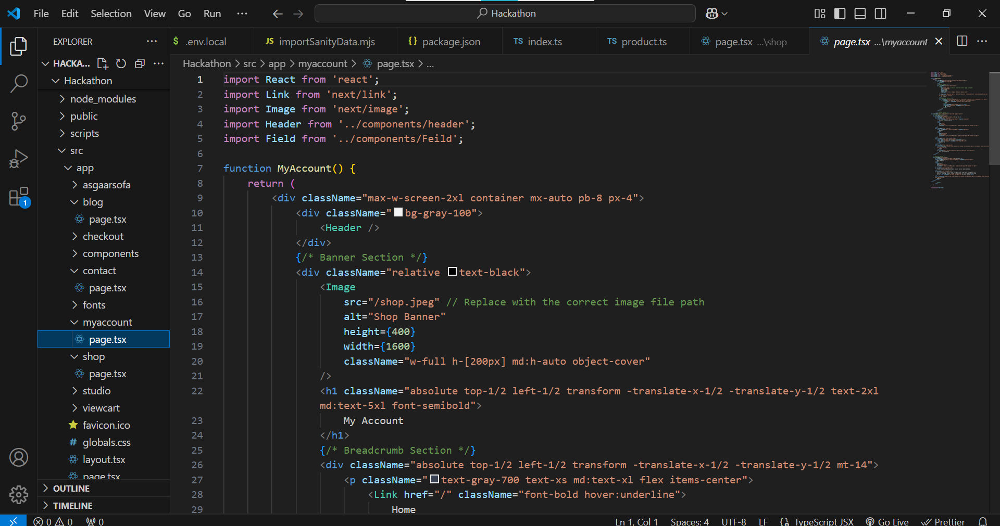 File Edit Selection View Go Run ··· Hackathon
EXPLORER ···
$ .env.local JS importSanityData.mjs {} package.json TS index.ts TS product.ts page.tsx ...\shop page.tsx ...\myaccount ···
HACKA... ···
Hackathon
node_modules
public
scripts
src
app
asgaarsofa
blog
page.tsx
checkout
components
contact
page.tsx
fonts
myaccount
page.tsx
shop
page.tsx
studio
viewcart
favicon.ico
# globals.css
layout.tsx
page.tsx
OUTLINE
TIMELINE
1
Hackathon > src > app > myaccount > page.tsx > ...
1 import React from 'react';
2 import Link from 'next/link';
3 import Image from 'next/image';
4 import Header from '../components/header';
5 import Field from '../components/Feild';
6
7 function MyAccount() {
8 return (
9 <div className="max-w-screen-2xl container mx-auto pb-8 px-4">
10 <div className="bg-gray-100">
11 <Header />
12 </div>
13 {/* Banner Section */}
14 <div className="relative text-black">
15 <Image
16 src="/shop.jpeg" // Replace with the correct image file path
17 alt="Shop Banner"
18 height={400}
19 width={1600}
20 className="w-full h-[200px] md:h-auto object-cover"
21 />
22 <h1 className="absolute top-1/2 left-1/2 transform -translate-x-1/2 -translate-y-1/2 text-2xl
md:text-5xl font-semibold">
23 My Account
24 </h1>
25 {/* Breadcrumb Section */}
26 <div className="absolute top-1/2 left-1/2 transform -translate-x-1/2 -translate-y-1/2 mt-14">
27 <p className="text-gray-700 text-xs md:text-xl flex items-center">
28 <Link href="/" className="font-bold hover:underline">
29 Home
0 0 0 Ln 1, Col 1 Spaces: 4 UTF-8 LF {} TypeScript JSX Go Live Prettier